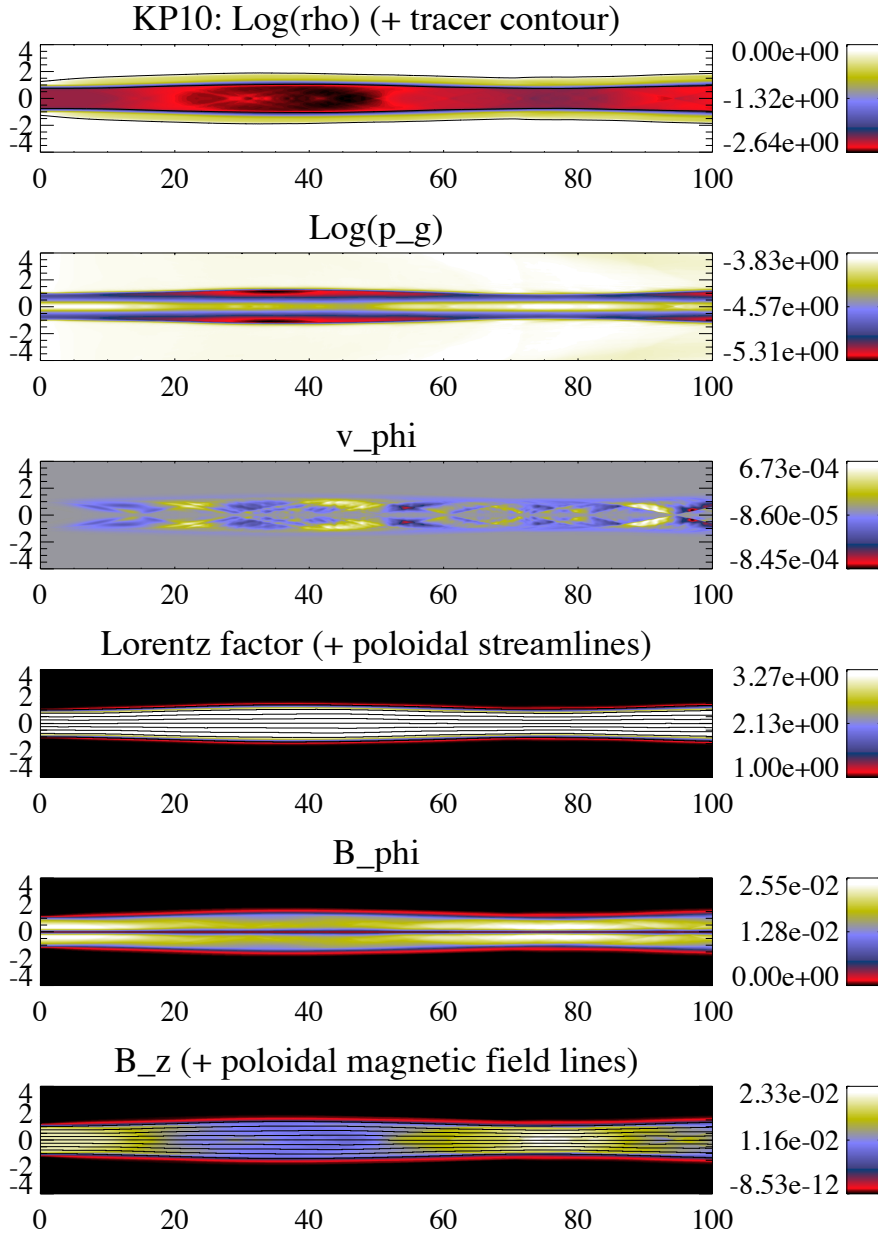 KP10: Log(rho) (+ tracer contour)
4
2
0
-2
-4
0 20 40 60 80 100
0.00e+00
-1.32e+00
-2.64e+00
Log(p_g)
4
2
0
-2
-4
0 20 40 60 80 100
-3.83e+00
-4.57e+00
-5.31e+00
v_phi
4
2
0
-2
-4
0 20 40 60 80 100
6.73e-04
-8.60e-05
-8.45e-04
Lorentz factor (+ poloidal streamlines)
4
2
0
-2
-4
0 20 40 60 80 100
3.27e+00
2.13e+00
1.00e+00
B_phi
4
2
0
-2
-4
0 20 40 60 80 100
2.55e-02
1.28e-02
0.00e+00
B_z (+ poloidal magnetic field lines)
4
2
0
-2
-4
0 20 40 60 80 100
2.33e-02
1.16e-02
-8.53e-12